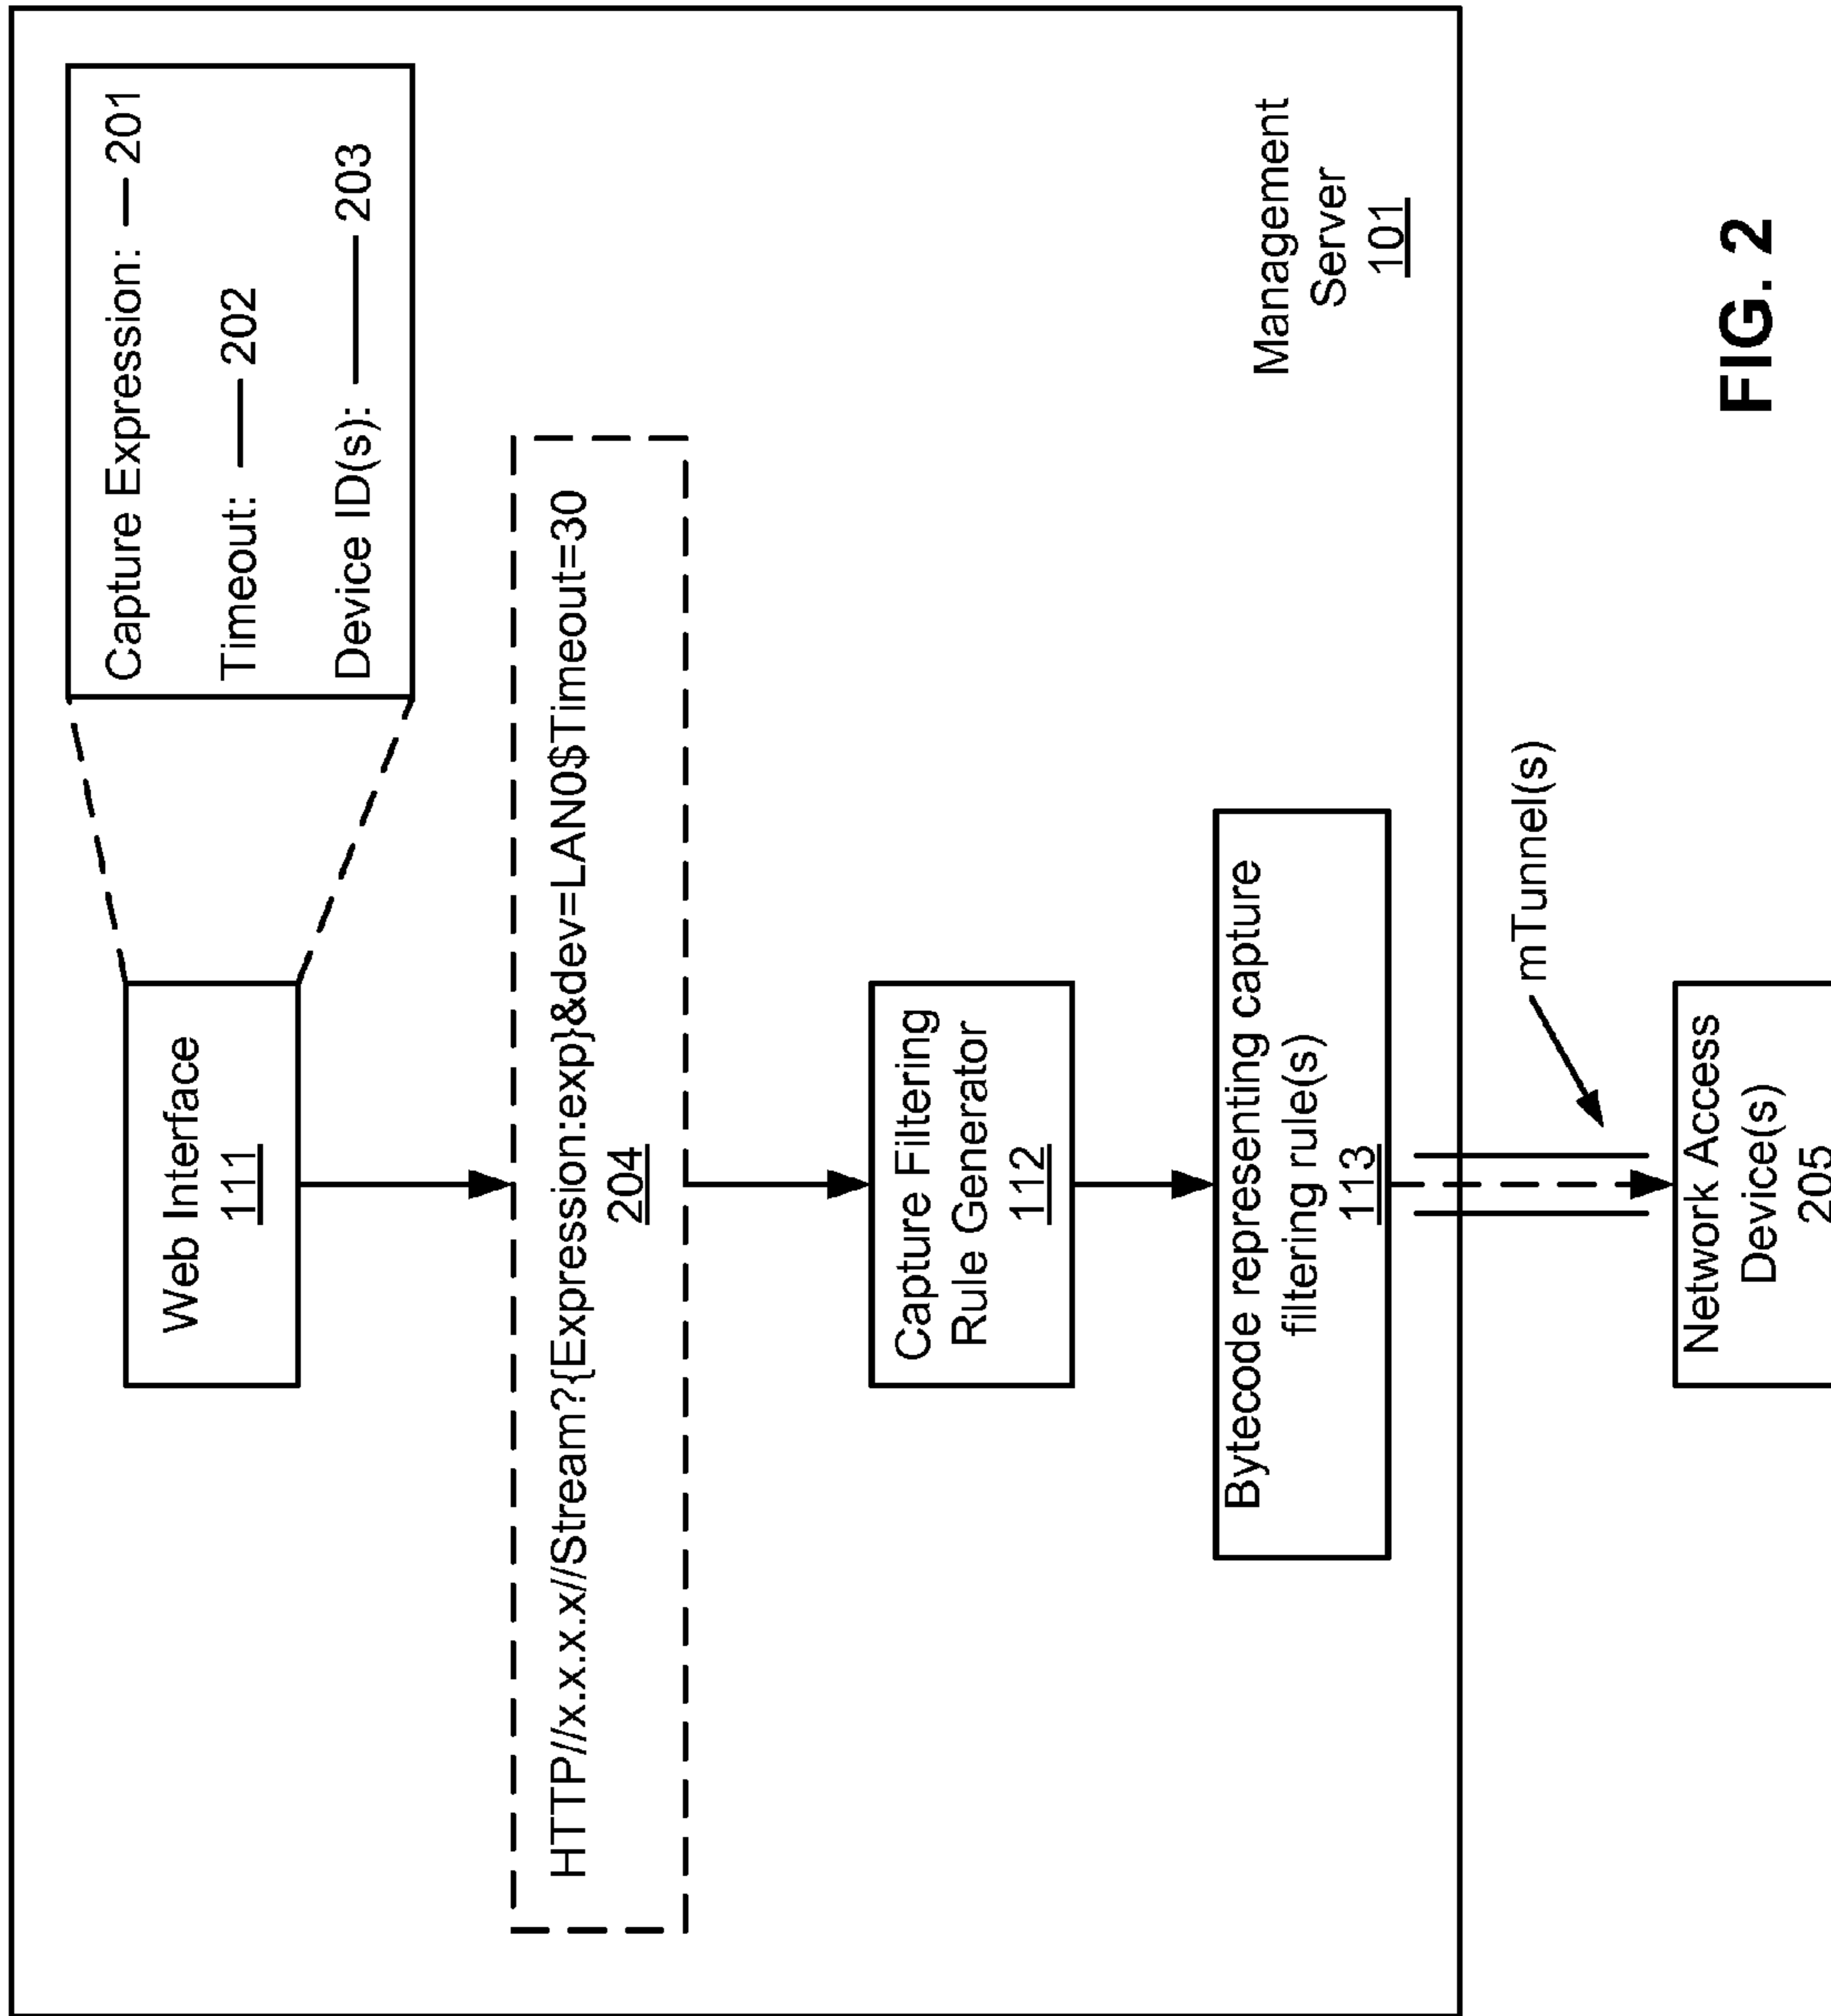 Web Interface
111
Capture Expression: 201
Timeout: 202
Device ID(s): 203
HTTP//x.x.x.x//Stream?{Expression:exp}&dev=LAN0$Timeout=30
204
Capture Filtering
Rule Generator
112
Bytecode representing capture
filtering rule(s)
113
Management
Server
101
mTunnel(s)
Network Access
Device(s)
205
FIG. 2